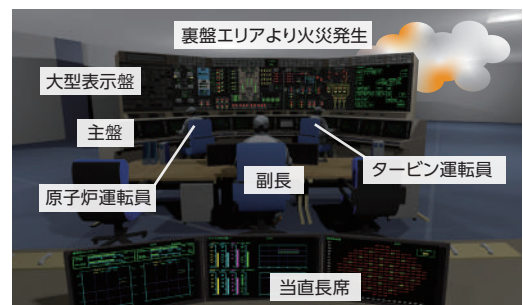 裏盤エリアより火災発生
大型表示盤
主盤
原子炉運転員
副長
タービン運転員
当直長席